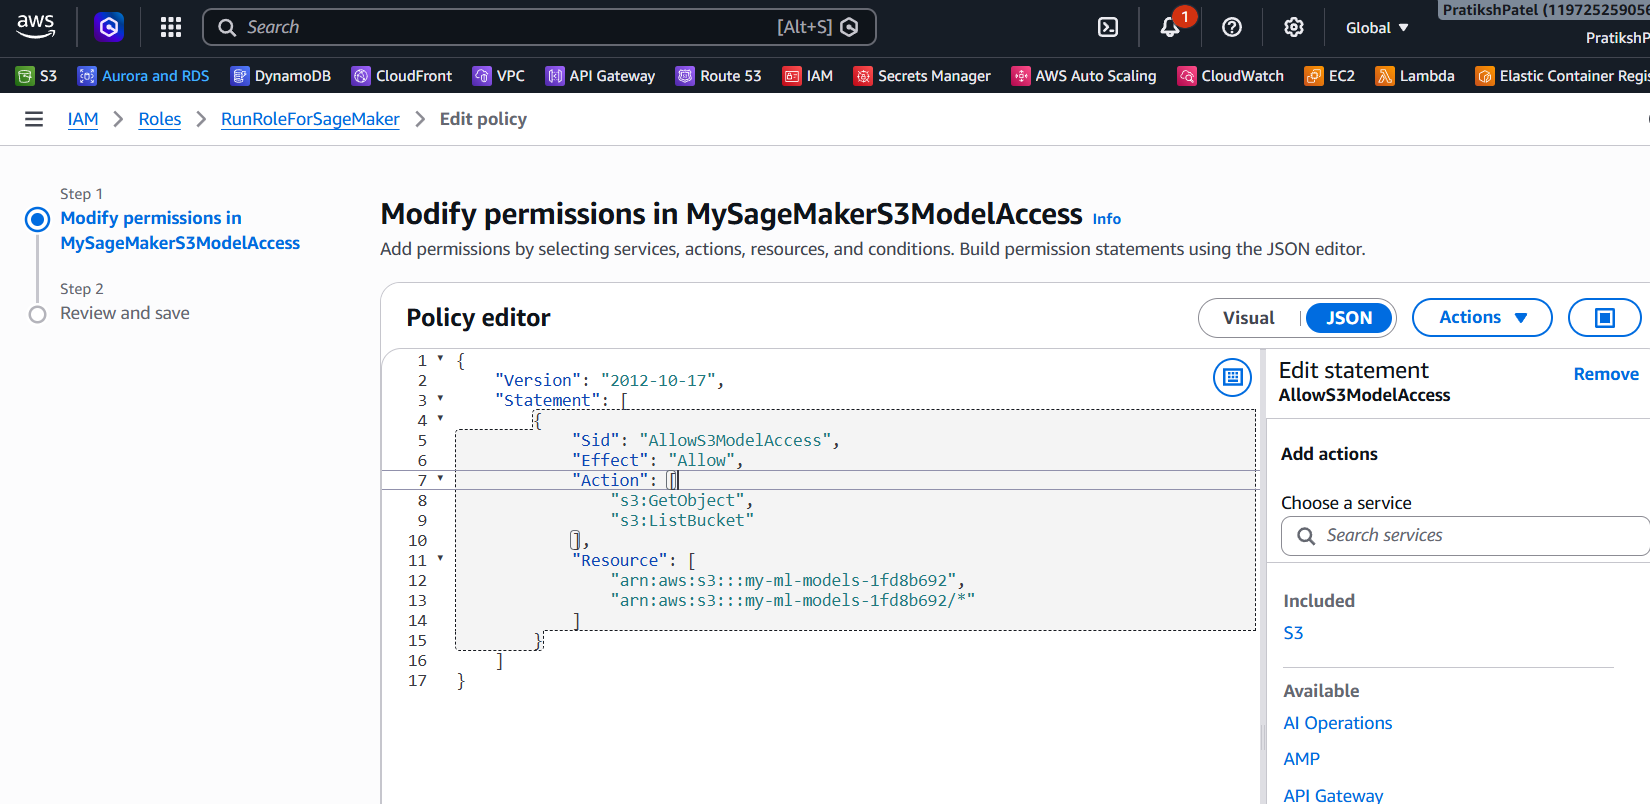 aws
Search [Alt+S]
1
Global
PratikshPatel (119725259056
PratikshP
S3 Aurora and RDS DynamoDB CloudFront VPC API Gateway Route 53 IAM Secrets Manager AWS Auto Scaling CloudWatch EC2 Lambda Elastic Container Regis
IAM Roles RunRoleForSageMaker Edit policy
Step 1
Modify permissions in
MySageMakerS3ModelAccess
Step 2
Review and save
Modify permissions in MySageMakerS3ModelAccess Info
Add permissions by selecting services, actions, resources, and conditions. Build permission statements using the JSON editor.
Policy editor
Visual JSON Actions
1 {
2 "Version": "2012-10-17",
3 "Statement": [
4 {
5 "Sid": "AllowS3ModelAccess",
6 "Effect": "Allow",
7 "Action": [
8 "s3:GetObject",
9 "s3:ListBucket"
10 ],
11 "Resource": [
12 "arn:aws:s3:::my-ml-models-1fd8b692",
13 "arn:aws:s3:::my-ml-models-1fd8b692/*"
14 ]
15 }
16 ]
17 }
Edit statement
AllowS3ModelAccess
Remove
Add actions
Choose a service
Search services
Included
S3
Available
AI Operations
AMP
API Gateway